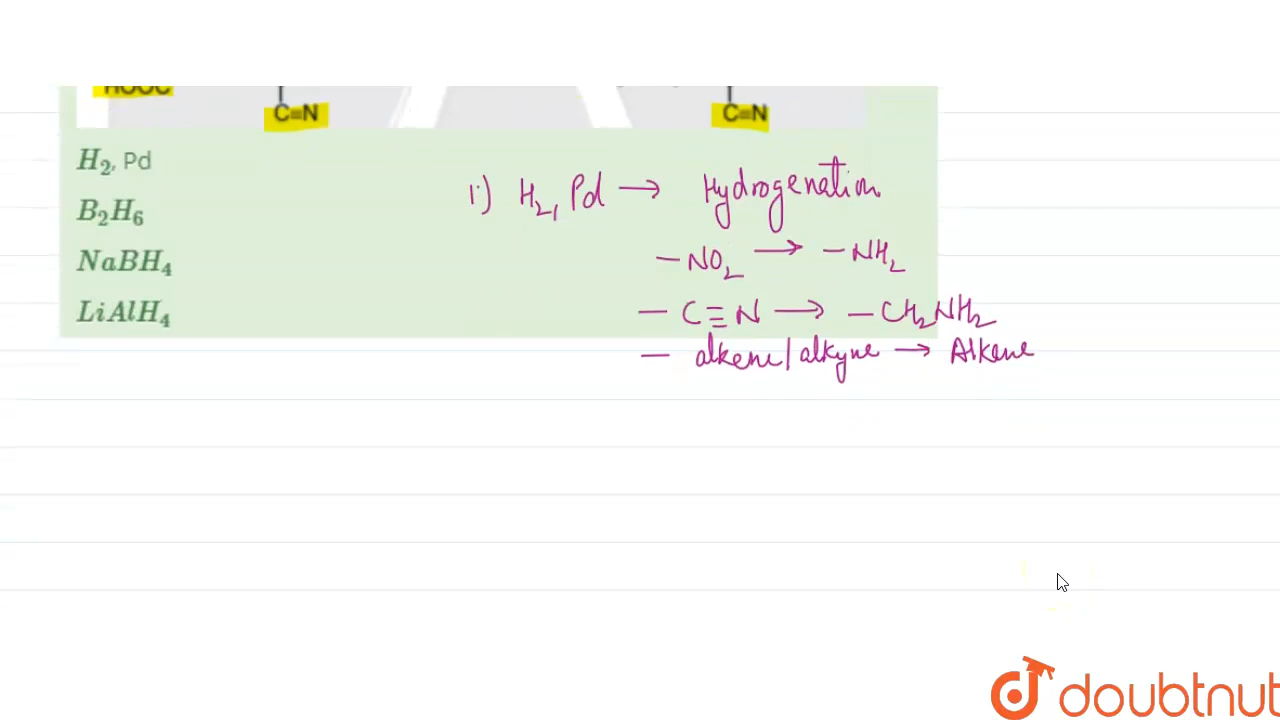 HOOC
C≡N
C≡N
H₂, Pd
B₂H₆
NaBH₄
LiAlH₄
1) H₂, Pd → Hydrogenation
— NO₂ → — NH₂
— C≡N → — CH₂NH₂
— alkene/alkyne → Alkene
doubtnut